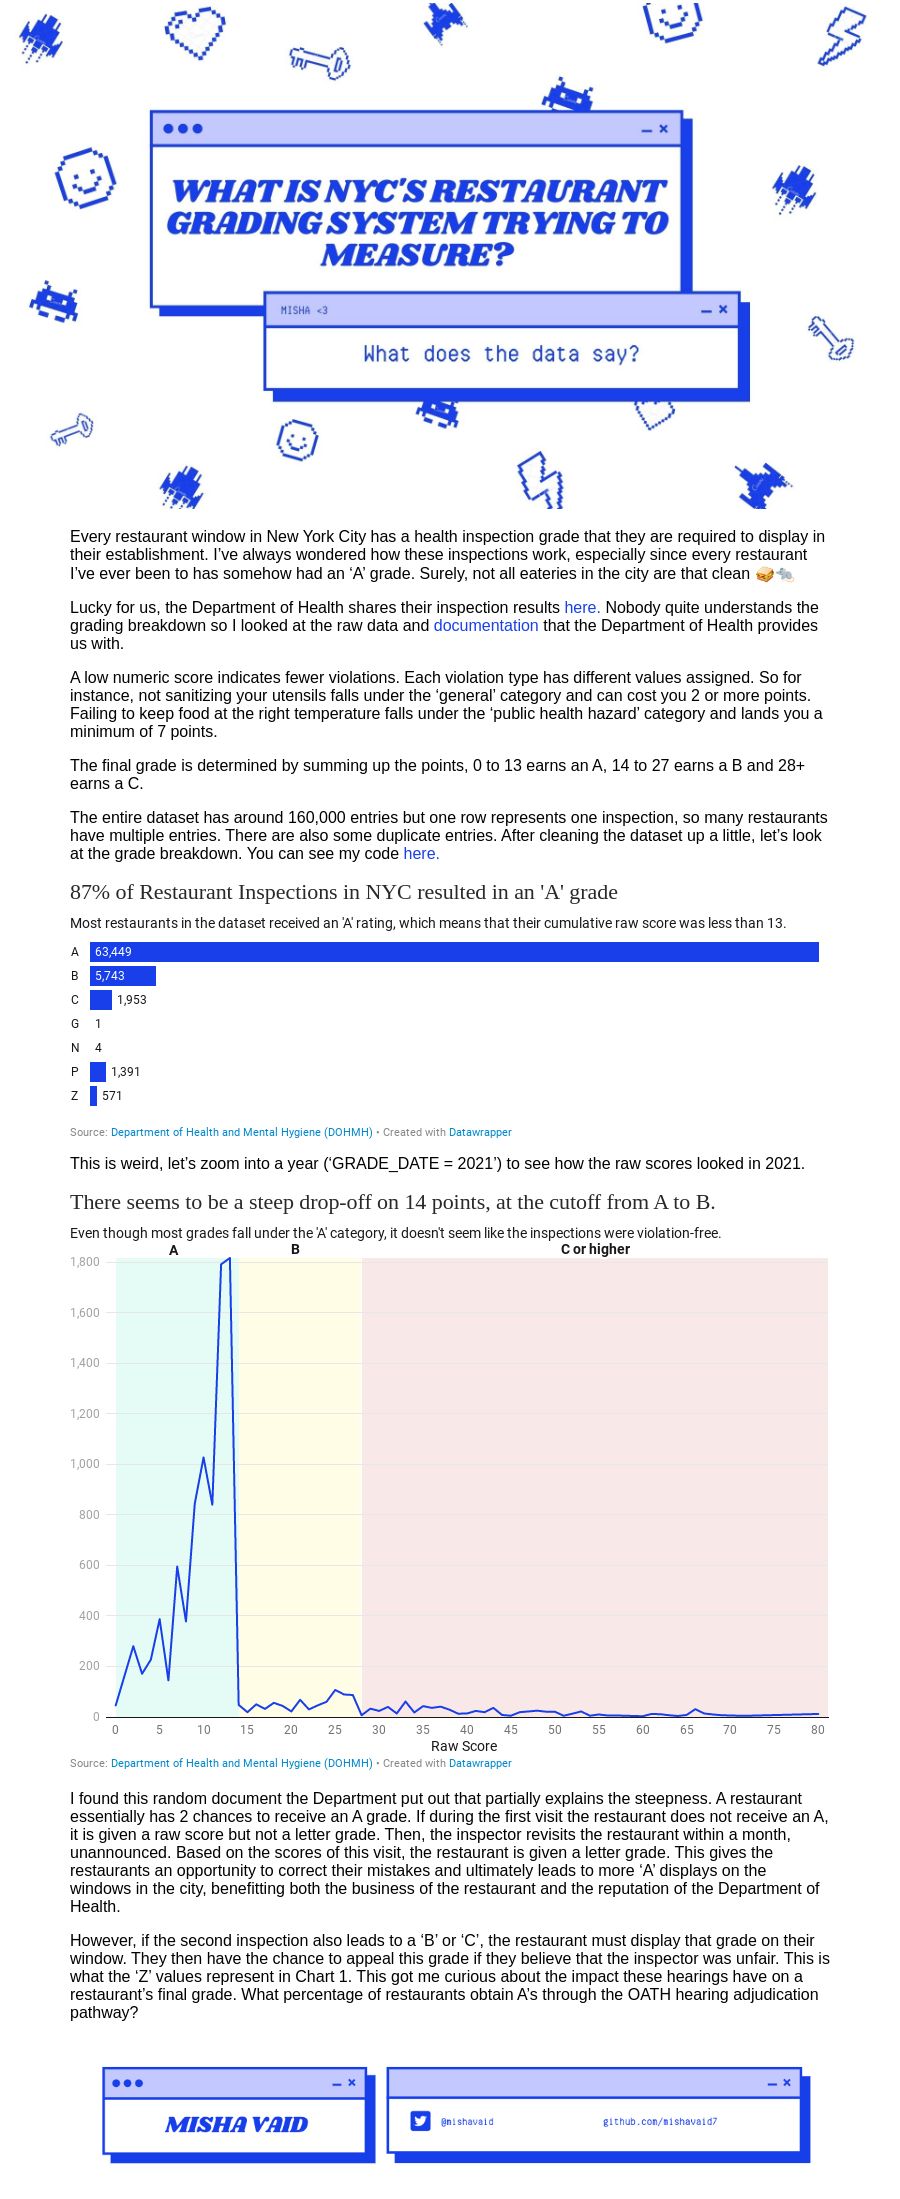 WHAT IS NYC'S RESTAURANT
GRADING SYSTEM TRYING TO
MEASURE?
MISHA <3
What does the data say?
Every restaurant window in New York City has a health inspection grade that they are required to display in
their establishment. I’ve always wondered how these inspections work, especially since every restaurant
I’ve ever been to has somehow had an ‘A’ grade. Surely, not all eateries in the city are that clean 🥪🐀
Lucky for us, the Department of Health shares their inspection results here. Nobody quite understands the
grading breakdown so I looked at the raw data and documentation that the Department of Health provides
us with.
A low numeric score indicates fewer violations. Each violation type has different values assigned. So for
instance, not sanitizing your utensils falls under the ‘general’ category and can cost you 2 or more points.
Failing to keep food at the right temperature falls under the ‘public health hazard’ category and lands you a
minimum of 7 points.
The final grade is determined by summing up the points, 0 to 13 earns an A, 14 to 27 earns a B and 28+
earns a C.
The entire dataset has around 160,000 entries but one row represents one inspection, so many restaurants
have multiple entries. There are also some duplicate entries. After cleaning the dataset up a little, let’s look
at the grade breakdown. You can see my code here.
87% of Restaurant Inspections in NYC resulted in an 'A' grade
Most restaurants in the dataset received an 'A' rating, which means that their cumulative raw score was less than 13.
A 63,449
B 5,743
C 1,953
G 1
N 4
P 1,391
Z 571
Source: Department of Health and Mental Hygiene (DOHMH) • Created with Datawrapper
This is weird, let’s zoom into a year (‘GRADE_DATE = 2021’) to see how the raw scores looked in 2021.
There seems to be a steep drop-off on 14 points, at the cutoff from A to B.
Even though most grades fall under the 'A' category, it doesn't seem like the inspections were violation-free.
A B C or higher
1,800
1,600
1,400
1,200
1,000
800
600
400
200
0
0 5 10 15 20 25 30 35 40 45 50 55 60 65 70 75 80
Raw Score
Source: Department of Health and Mental Hygiene (DOHMH) • Created with Datawrapper
I found this random document the Department put out that partially explains the steepness. A restaurant
essentially has 2 chances to receive an A grade. If during the first visit the restaurant does not receive an A,
it is given a raw score but not a letter grade. Then, the inspector revisits the restaurant within a month,
unannounced. Based on the scores of this visit, the restaurant is given a letter grade. This gives the
restaurants an opportunity to correct their mistakes and ultimately leads to more ‘A’ displays on the
windows in the city, benefitting both the business of the restaurant and the reputation of the Department of
Health.
However, if the second inspection also leads to a ‘B’ or ‘C’, the restaurant must display that grade on their
window. They then have the chance to appeal this grade if they believe that the inspector was unfair. This is
what the ‘Z’ values represent in Chart 1. This got me curious about the impact these hearings have on a
restaurant’s final grade. What percentage of restaurants obtain A’s through the OATH hearing adjudication
pathway?
MISHA VAID
@mishavaid
github.com/mishavaid7